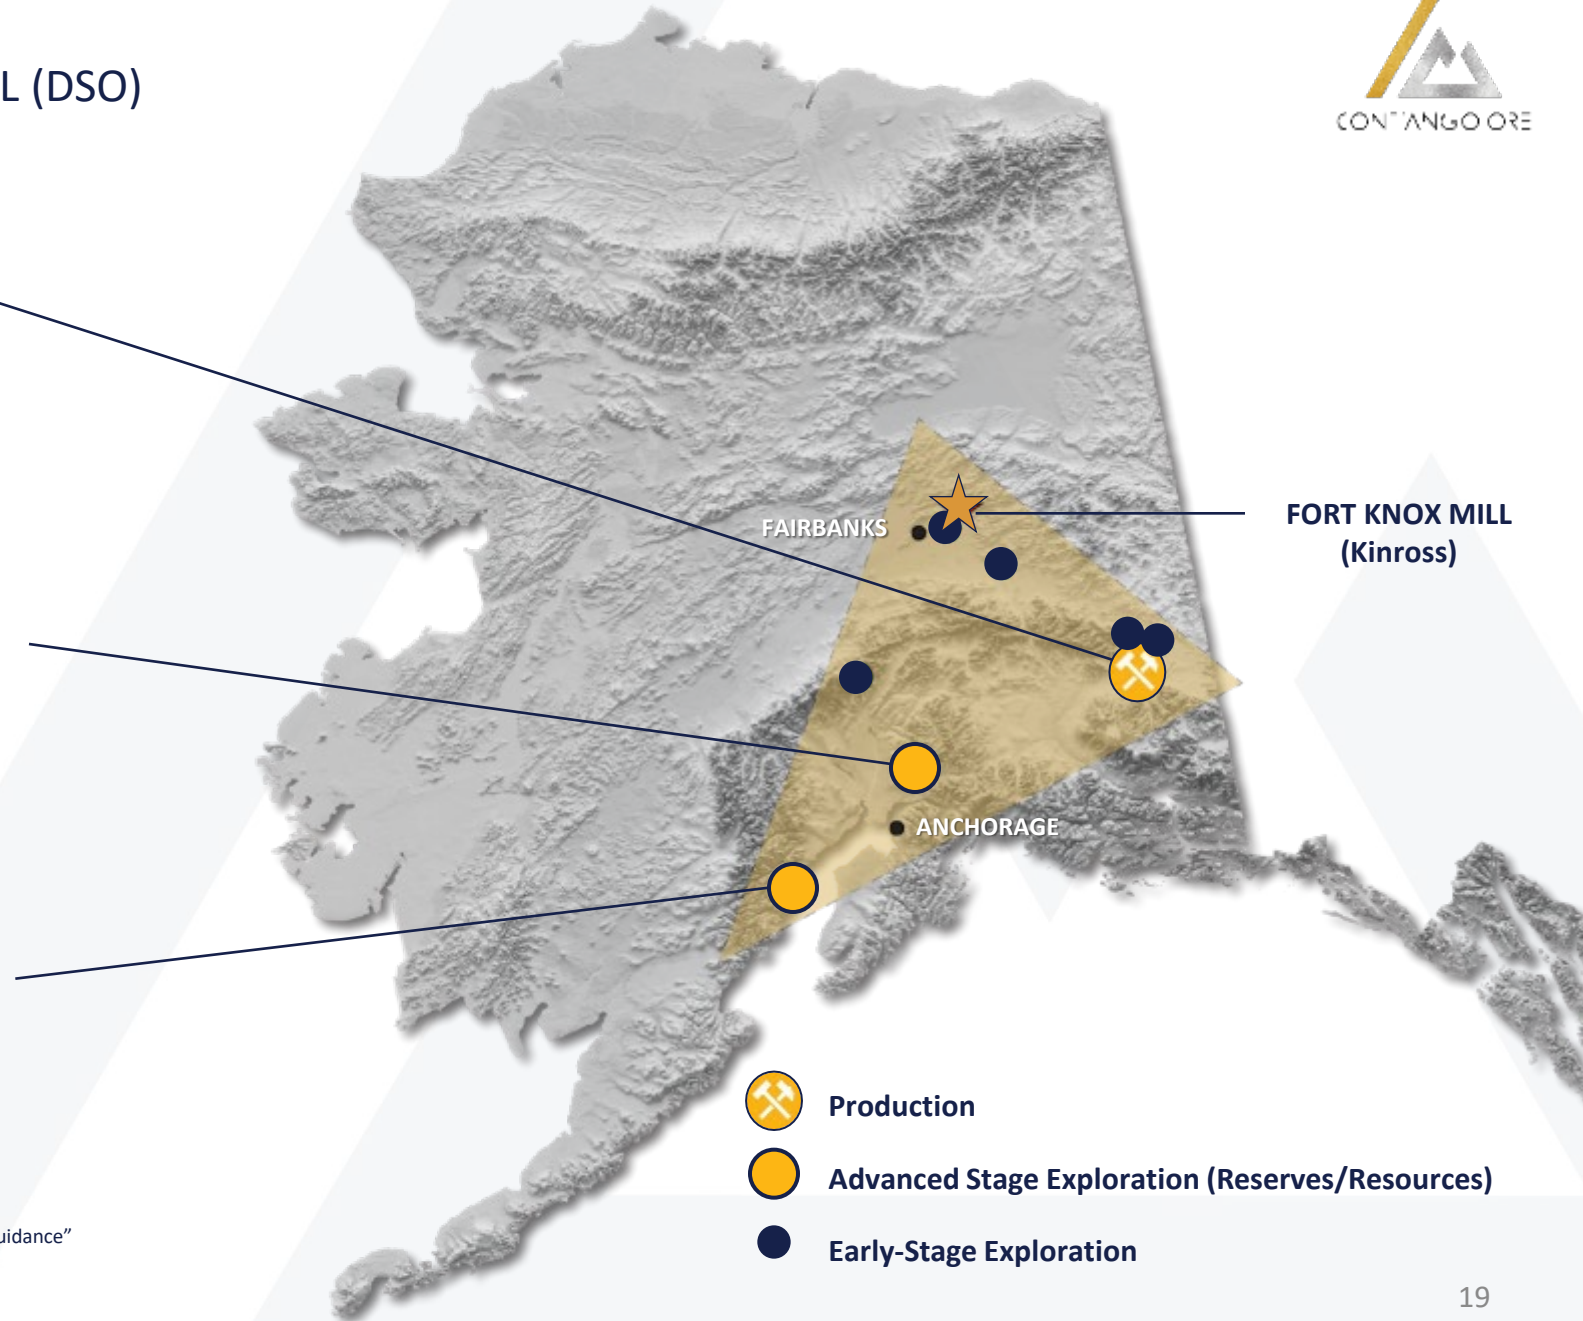 L (DSO)
CONTANGO ORE
FAIRBANKS
FORT KNOX MILL
(Kinross)
ANCHORAGE
Production
Advanced Stage Exploration (Reserves/Resources)
Early-Stage Exploration
uidance”
19